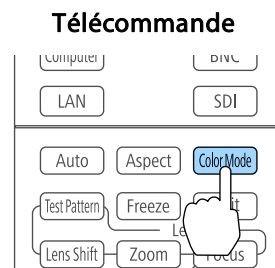 Télécommande
Computer BNC
LAN SDI
Auto Aspect Color Mode
Test Pattern Freeze
Lens Shift Zoom Focus